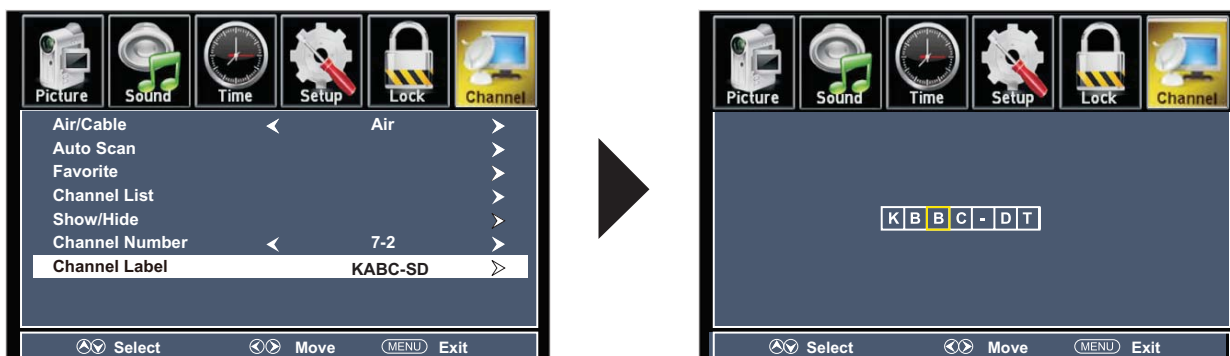 Picture Sound Time Setup Lock Channel
Air/Cable Air
Auto Scan
Favorite
Channel List
Show/Hide
Channel Number 7-2
Channel Label KABC-SD
Select Move MENU Exit
Picture Sound Time Setup Lock Channel
KBBC-DT
Select Move MENU Exit